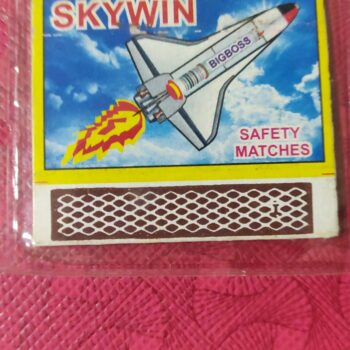 SKYWIN
BIGBOSS
SAFETY
MATCHES
I